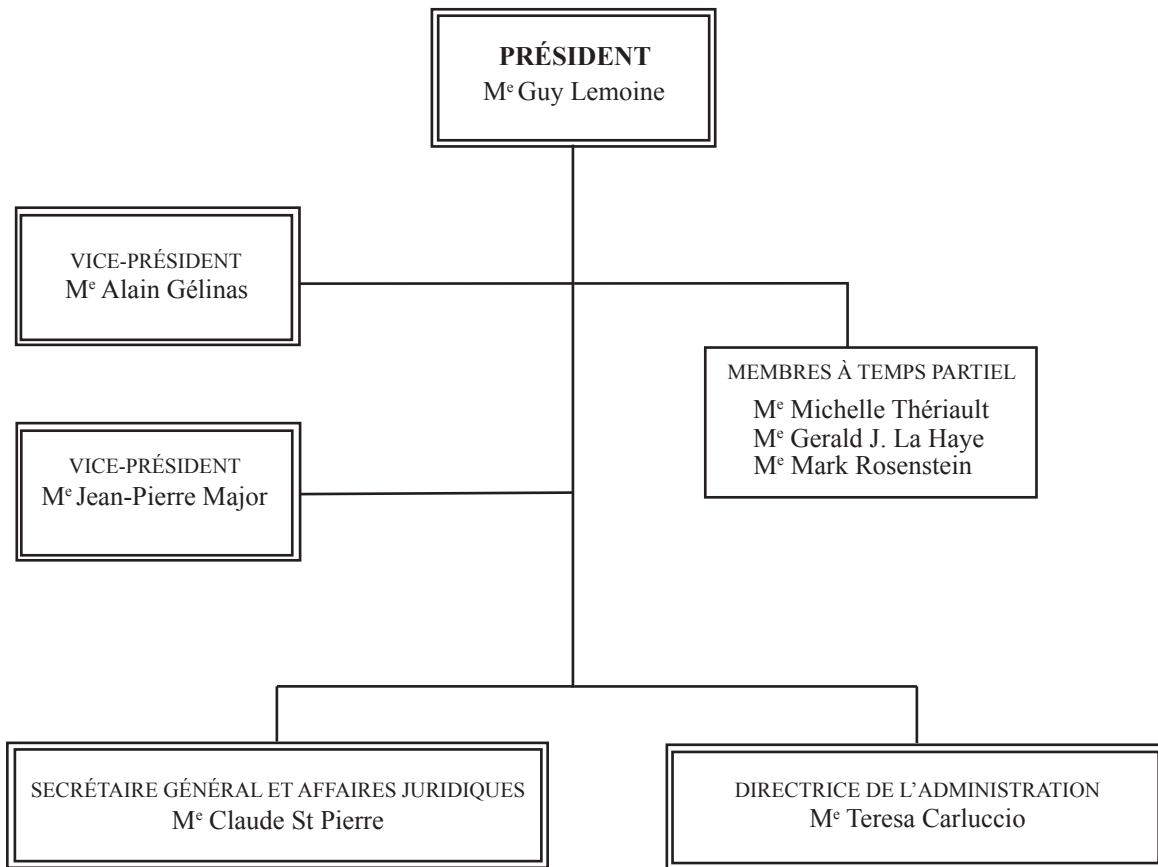 PRÉSIDENT
Mᵉ Guy Lemoine
VICE-PRÉSIDENT
Mᵉ Alain Gélinas
MEMBRES À TEMPS PARTIEL
Mᵉ Michelle Thériault
Mᵉ Gerald J. La Haye
Mᵉ Mark Rosenstein
VICE-PRÉSIDENT
Mᵉ Jean-Pierre Major
SECRÉTAIRE GÉNÉRAL ET AFFAIRES JURIDIQUES
Mᵉ Claude St Pierre
DIRECTRICE DE L’ADMINISTRATION
Mᵉ Teresa Carluccio